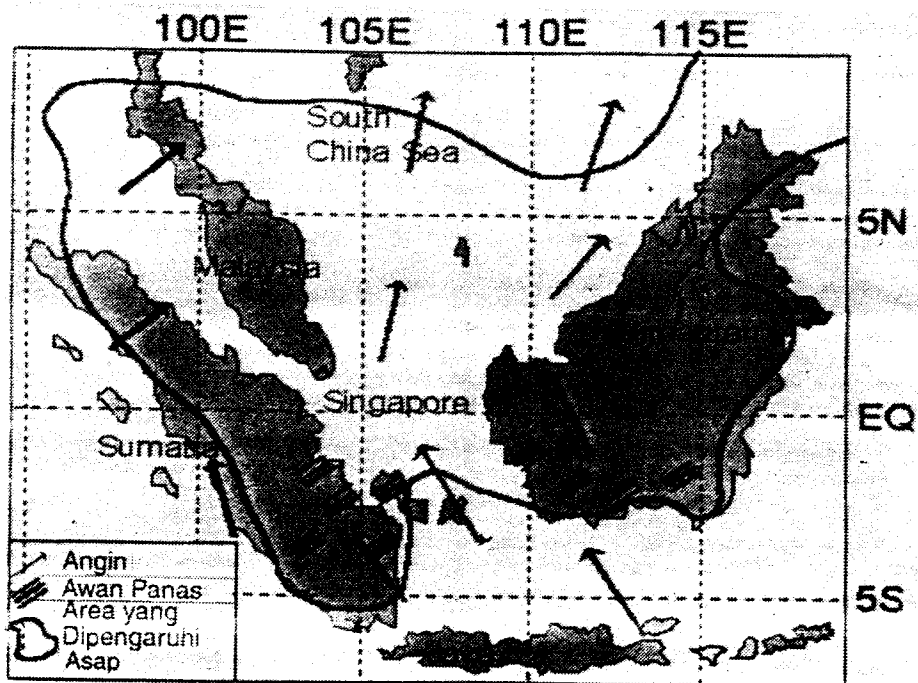 100E 105E 110E 115E
South
China Sea
5N
Malaysia
Singapore
EQ
Sumatra
Angin
Awan Panas
Area yang
Dipengaruhi
Asap
5S